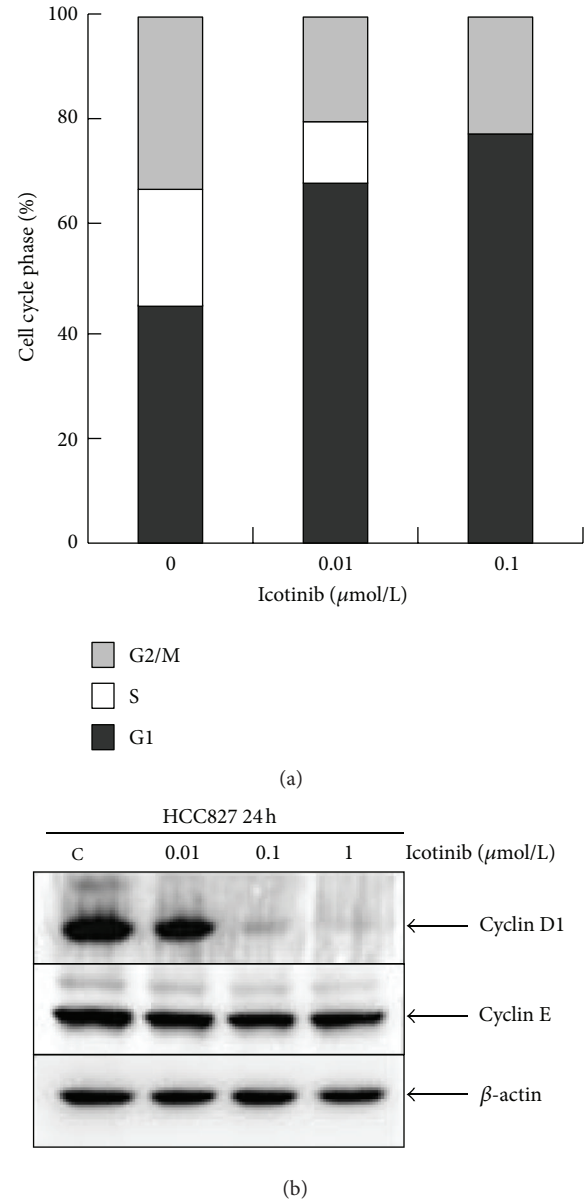 100
80
60
40
20
0
Cell cycle phase (%)
0 0.01 0.1
Icotinib (μmol/L)
G2/M
S
G1
(a)
HCC827 24 h
C 0.01 0.1 1 Icotinib (μmol/L)
Cyclin D1
Cyclin E
β-actin
(b)